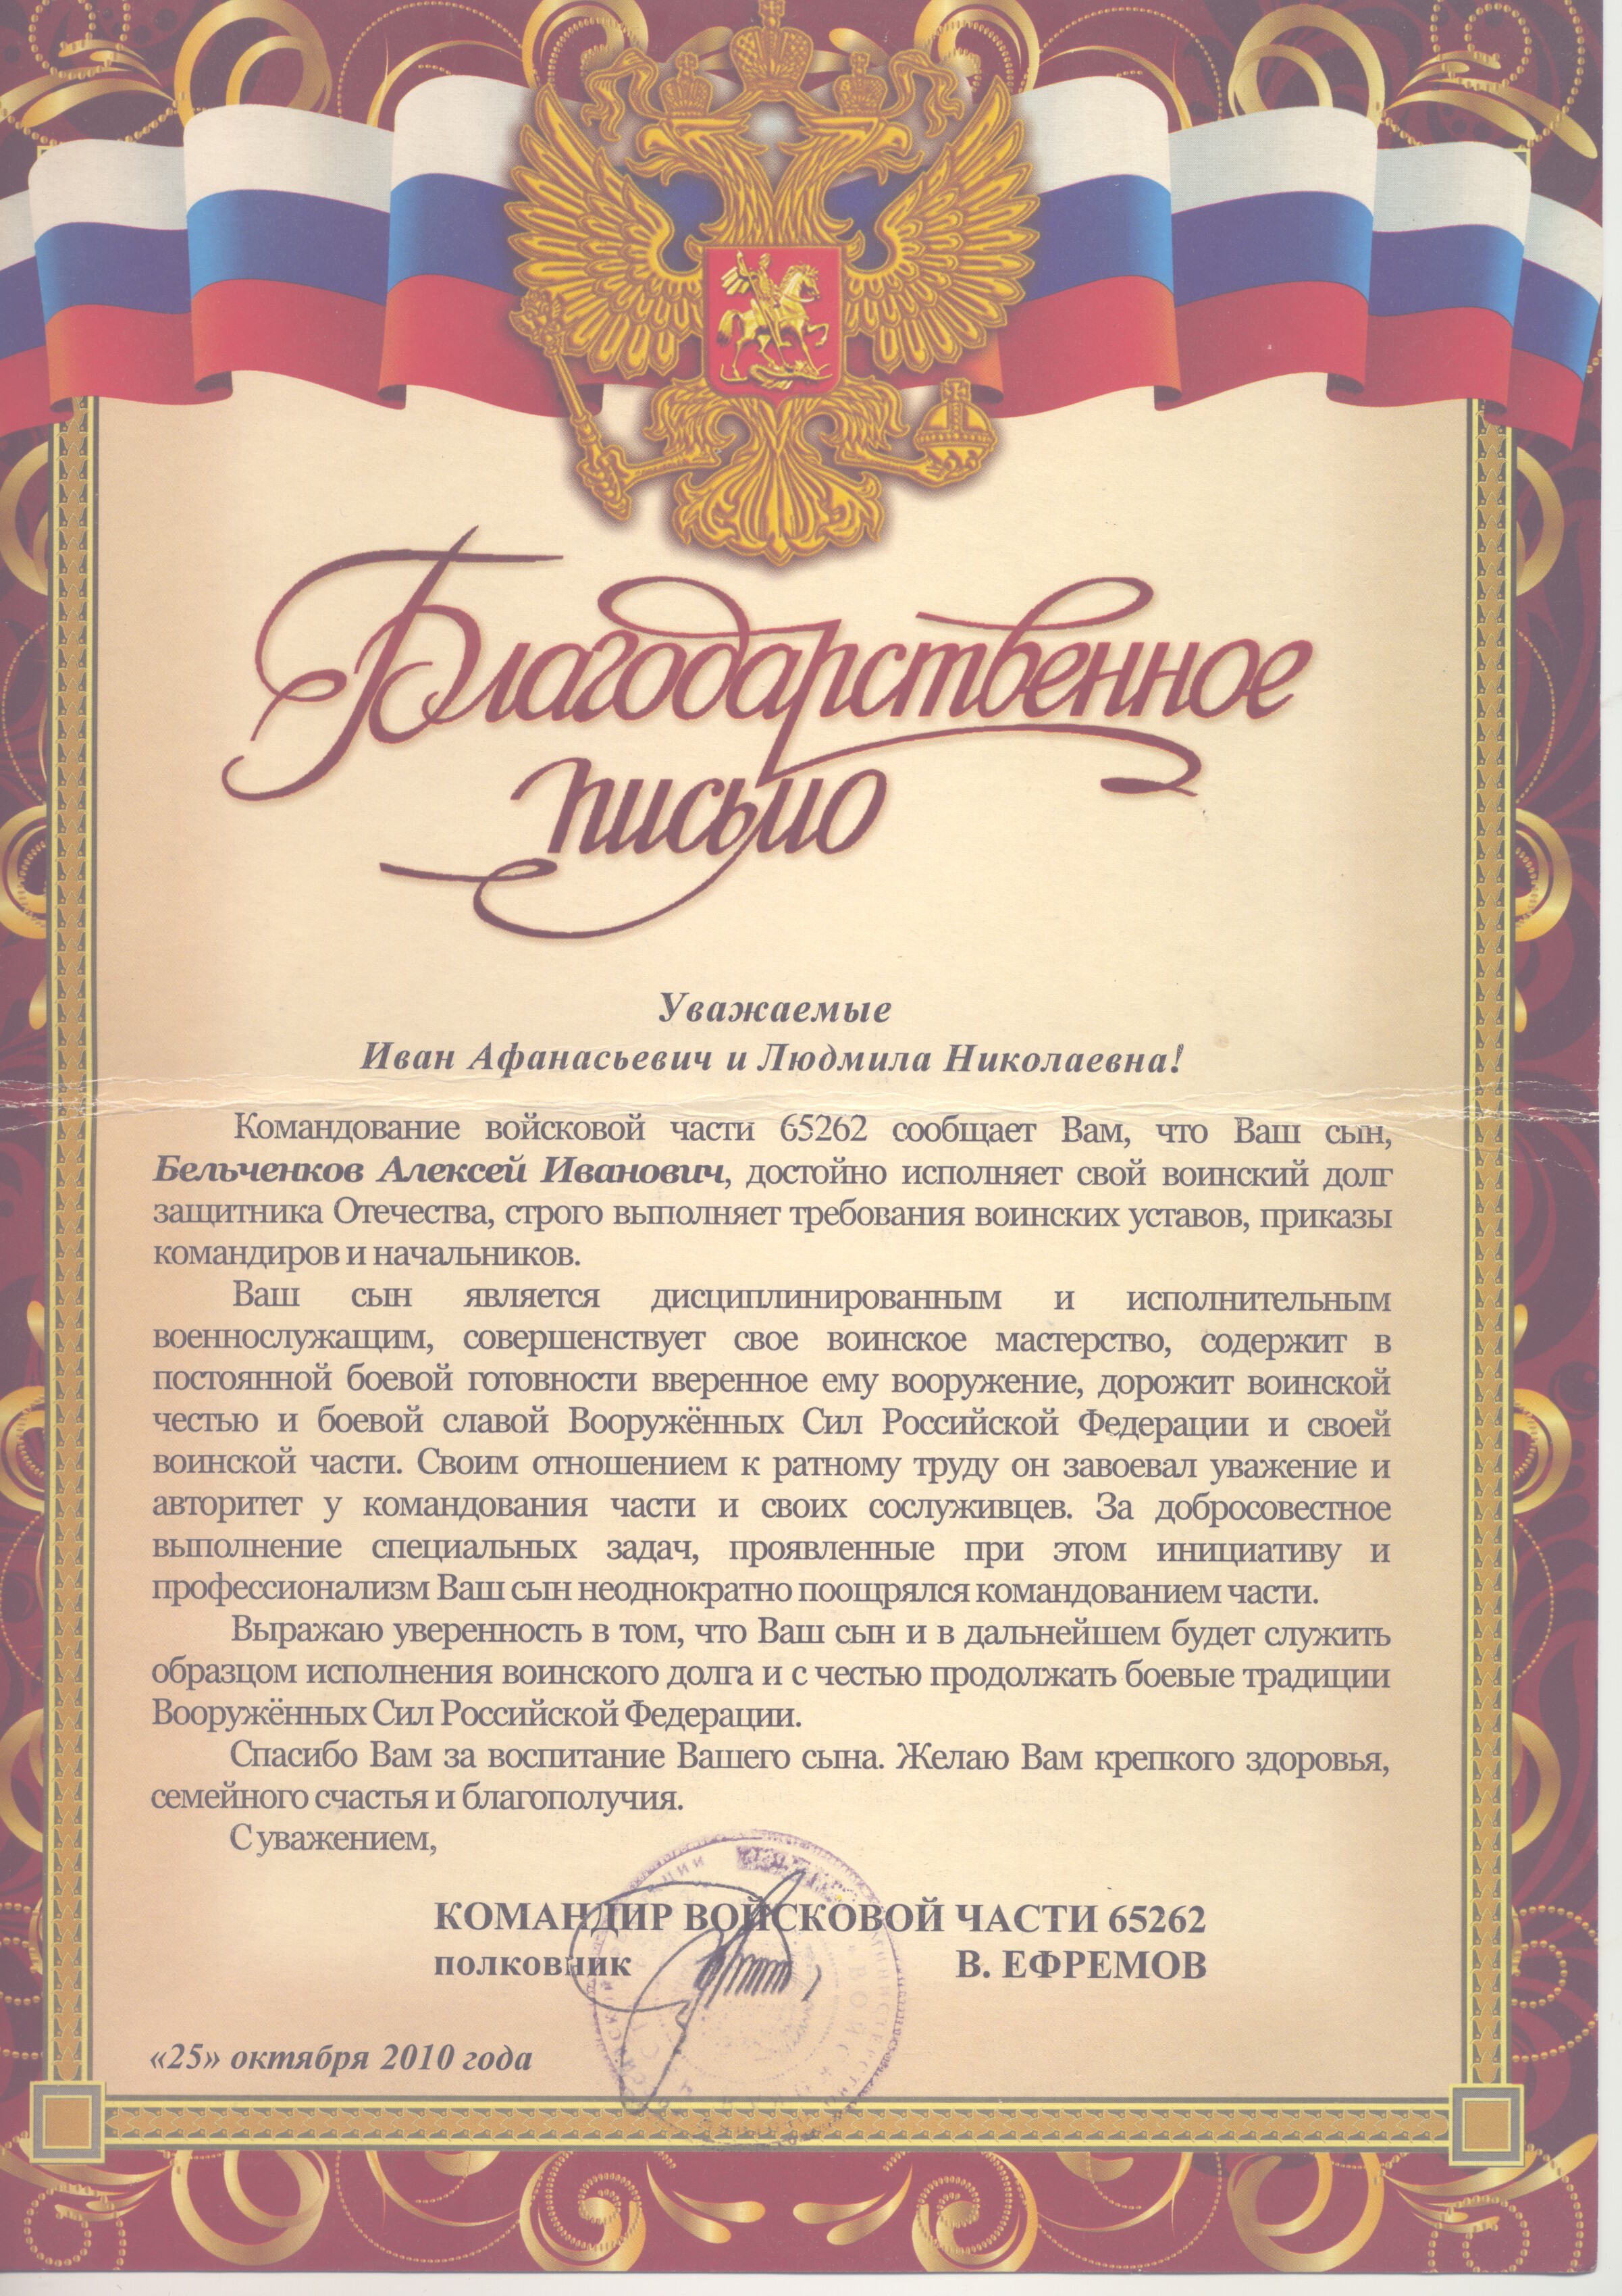 Благодарственное
письмо
Уважаемые
Иван Афанасьевич и Людмила Николаевна!
Командование войсковой части 65262 сообщает Вам, что Ваш сын,
Бельченков Алексей Иванович, достойно исполняет свой воинский долг
защитника Отечества, строго выполняет требования воинских уставов, приказы
командиров и начальников.
Ваш сын является дисциплинированным и исполнительным
военнослужащим, совершенствует свое воинское мастерство, содержит в
постоянной боевой готовности вверенное ему вооружение, дорожит воинской
честью и боевой славой Вооружённых Сил Российской Федерации и своей
воинской части. Своим отношением к ратному труду он завоевал уважение и
авторитет у командования части и своих сослуживцев. За добросовестное
выполнение специальных задач, проявленные при этом инициативу и
профессионализм Ваш сын неоднократно поощрялся командованием части.
Выражаю уверенность в том, что Ваш сын и в дальнейшем будет служить
образцом исполнения воинского долга и с честью продолжать боевые традиции
Вооружённых Сил Российской Федерации.
Спасибо Вам за воспитание Вашего сына. Желаю Вам крепкого здоровья,
семейного счастья и благополучия.
С уважением,
КОМАНДИР ВОЙСКОВОЙ ЧАСТИ 65262
полковник В. ЕФРЕМОВ
«25» октября 2010 года